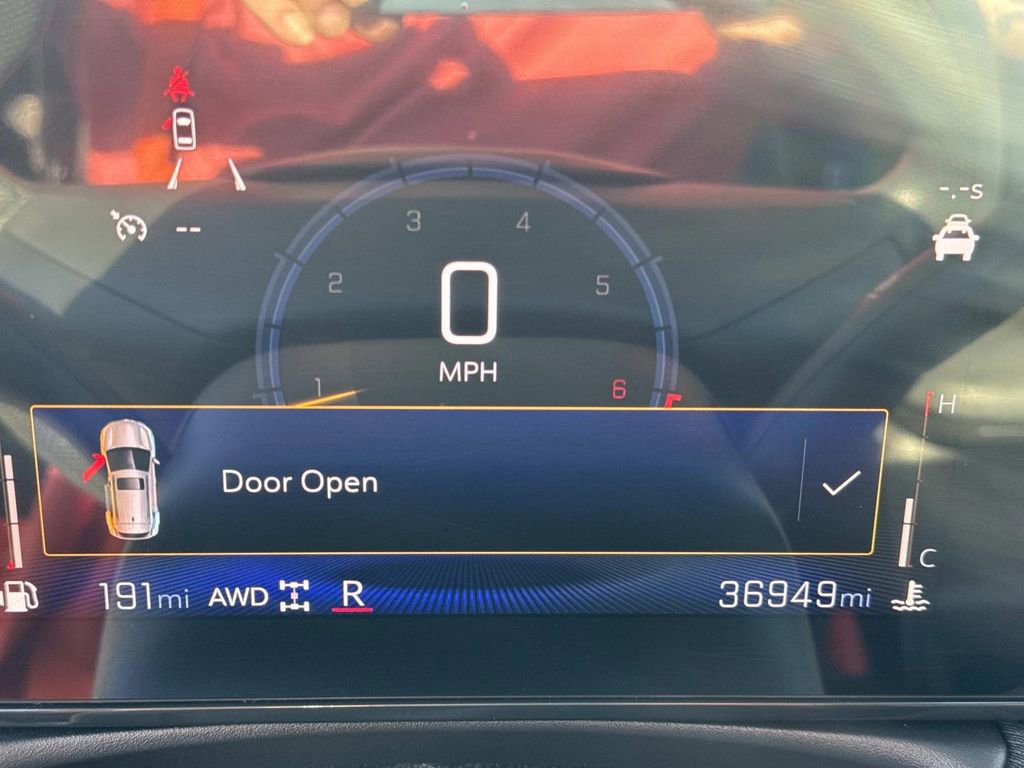 -.-s
--
3 4
2 5
0
MPH
1 6
H
Door Open
C
191mi AWD R 36949mi